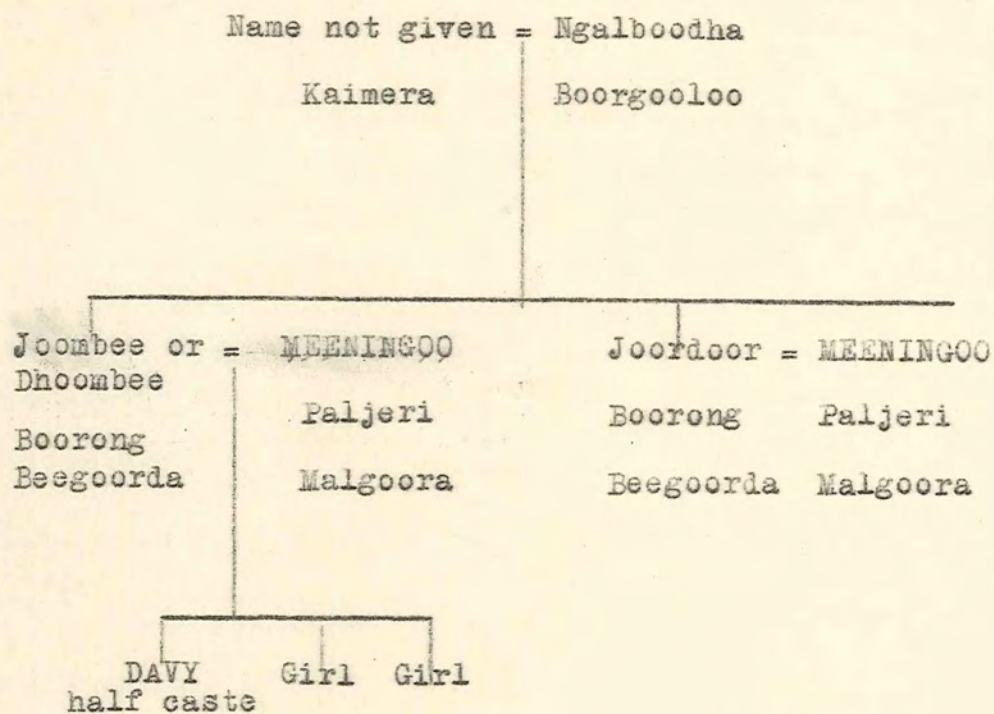 Name not given = Ngalboodha
Kaimera Boorgooloo
Joombee or = MEENINGOO Joordoor = MEENINGOO
Dhoombee
Paljeri Boorong Paljeri
Boorong
Beegoorda Malgoora Beegoorda Malgoora
DAVY Girl Girl
half caste